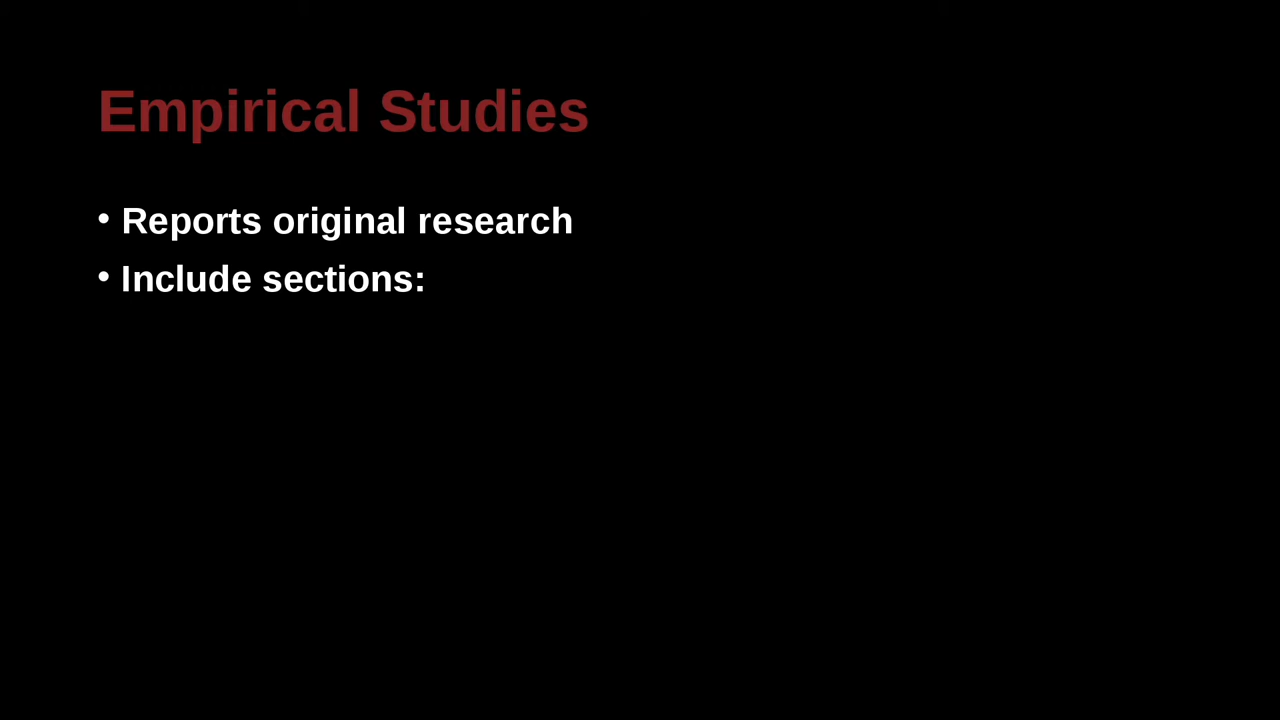 Empirical Studies
• Reports original research
• Include sections: